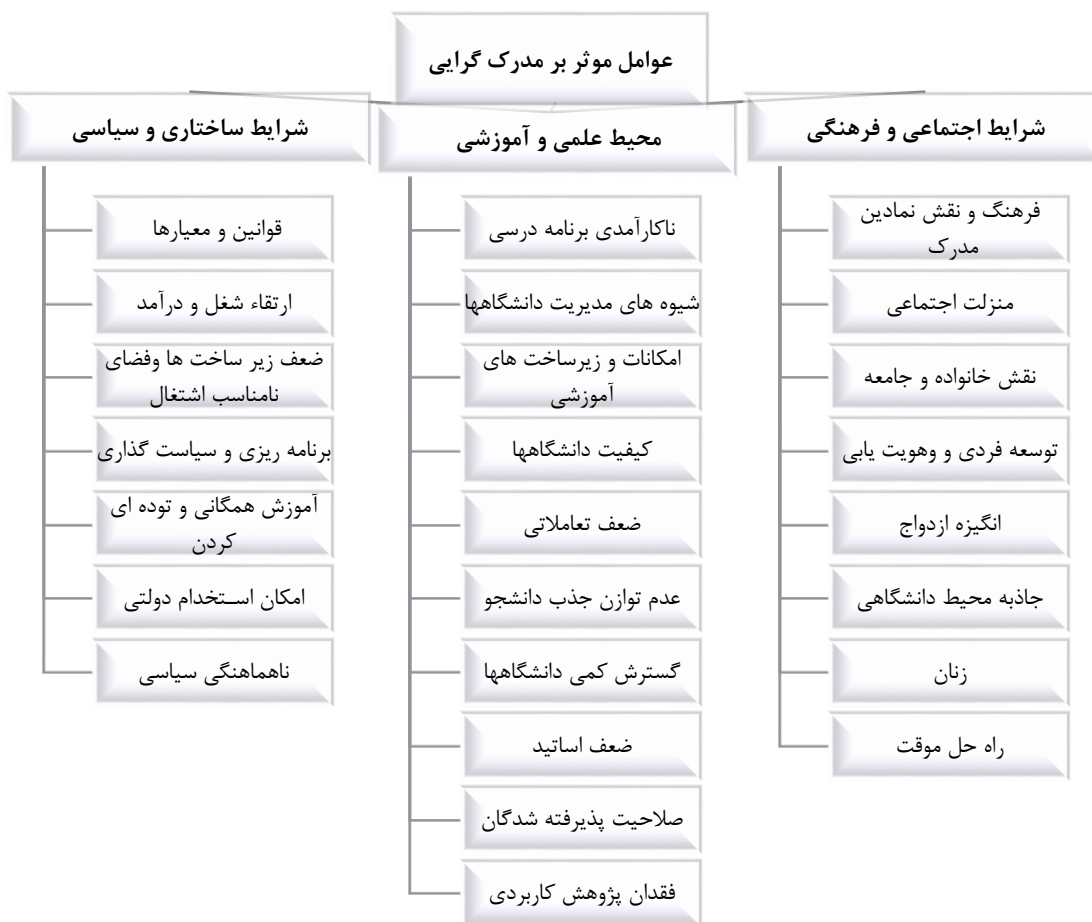 عوامل موثر بر مدرک گرایی
شرایط اجتماعی و فرهنگی
فرهنگ و نقش نمادین
مدرک
منزلت اجتماعی
نقش خانواده و جامعه
توسعه فردی و وهویت یابی
انگیزه ازدواج
جاذبه محیط دانشگاهی
زنان
راه حل موقت
محیط علمی و آموزشی
ناکارآمدی برنامه درسی
شیوه های مدیریت دانشگاهها
امکانات و زیرساخت های
آموزشی
کیفیت دانشگاهها
ضعف تعاملاتی
عدم توازن جذب دانشجو
گسترش کمی دانشگاهها
ضعف اساتید
صلاحیت پذیرفته شدگان
فقدان پژوهش کاربردی
شرایط ساختاری و سیاسی
قوانین و معیارها
ارتقاء شغل و درآمد
ضعف زیر ساخت ها وفضای
نامناسب اشتغال
برنامه ریزی و سیاست گذاری
آموزش همگانی و توده ای
کردن
امکان استخدام دولتی
ناهماهنگی سیاسی